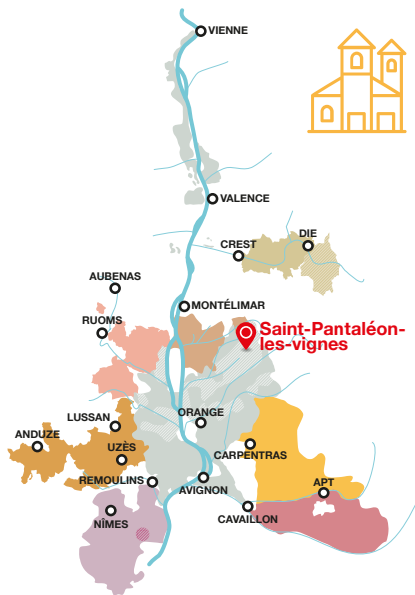 VIENNE
VALENCE
DIE
CREST
AUBENAS
MONTÉLIMAR
RUOMS
Saint-Pantaléon-
les-vignes
ORANGE
LUSSAN
ANDUZE
UZÈS
CARPENTRAS
REMOULINS
AVIGNON
APT
CAVAILLON
NÎMES